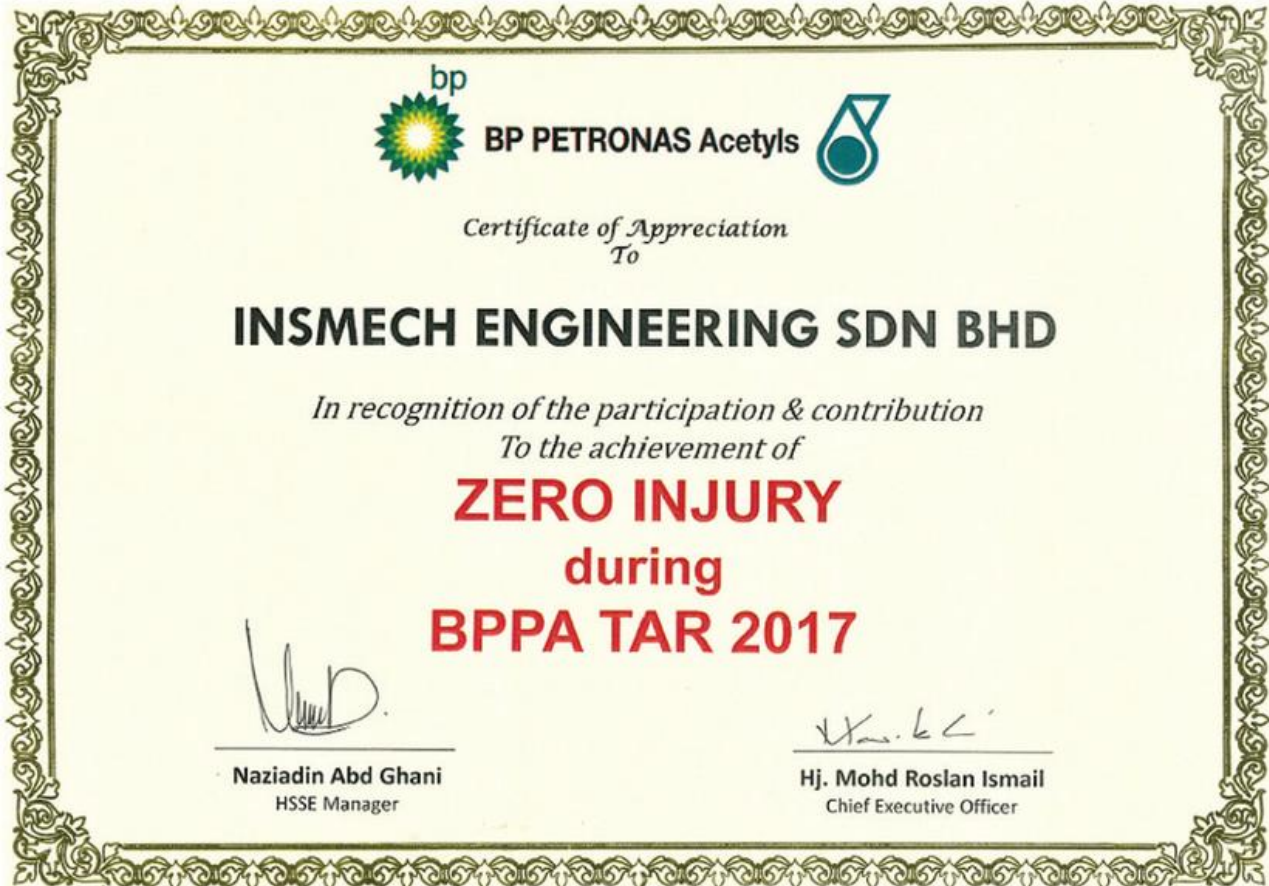 bp
BP PETRONAS Acetyls
Certificate of Appreciation
To
INSMECH ENGINEERING SDN BHD
In recognition of the participation & contribution
To the achievement of
ZERO INJURY
during
BPPA TAR 2017
Naziadin Abd Ghani
HSSE Manager
Hj. Mohd Roslan Ismail
Chief Executive Officer